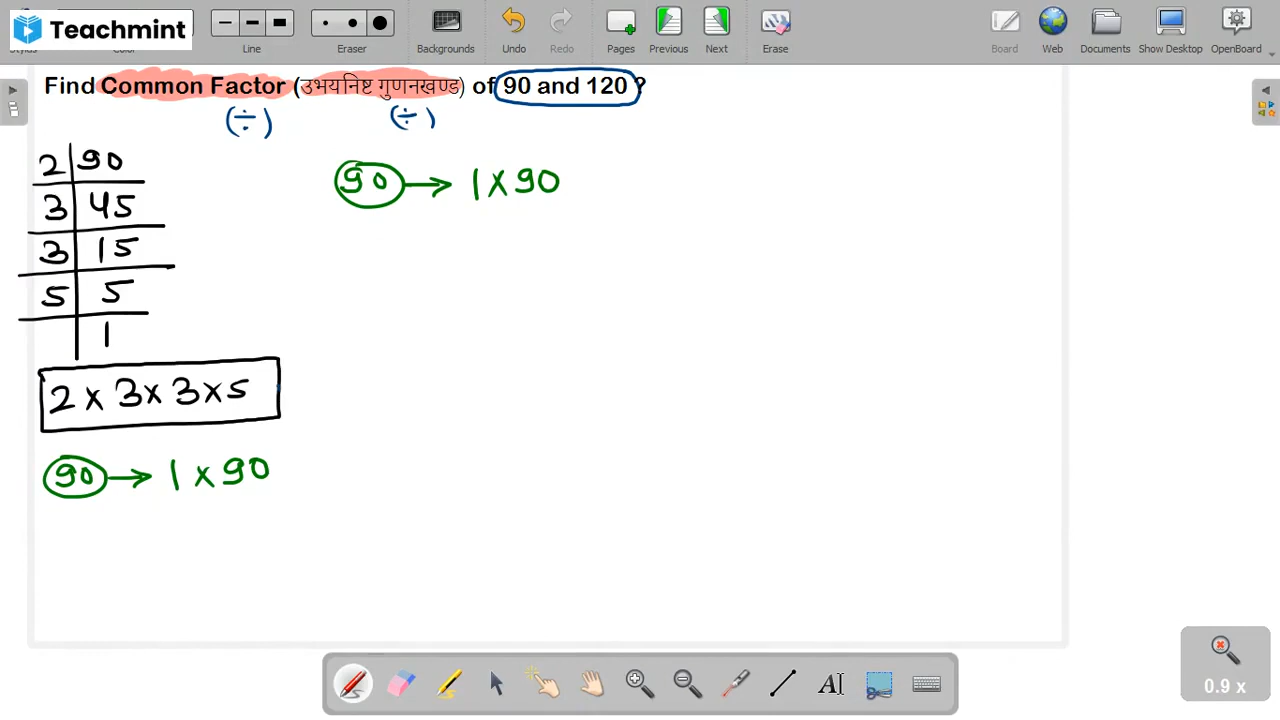 Teachmint
Styles Color Line Eraser Backgrounds Undo Redo Pages Previous Next Erase Board Web Documents Show Desktop OpenBoard
Find Common Factor (उभयनिष्ट गुणनखण्ड) of 90 and 120 ?
(÷) (÷)
2 90
3 45
3 15
5 5
1
2 × 3 × 3 × 5
90 → 1 × 90
90 → 1 × 90
0.9 x